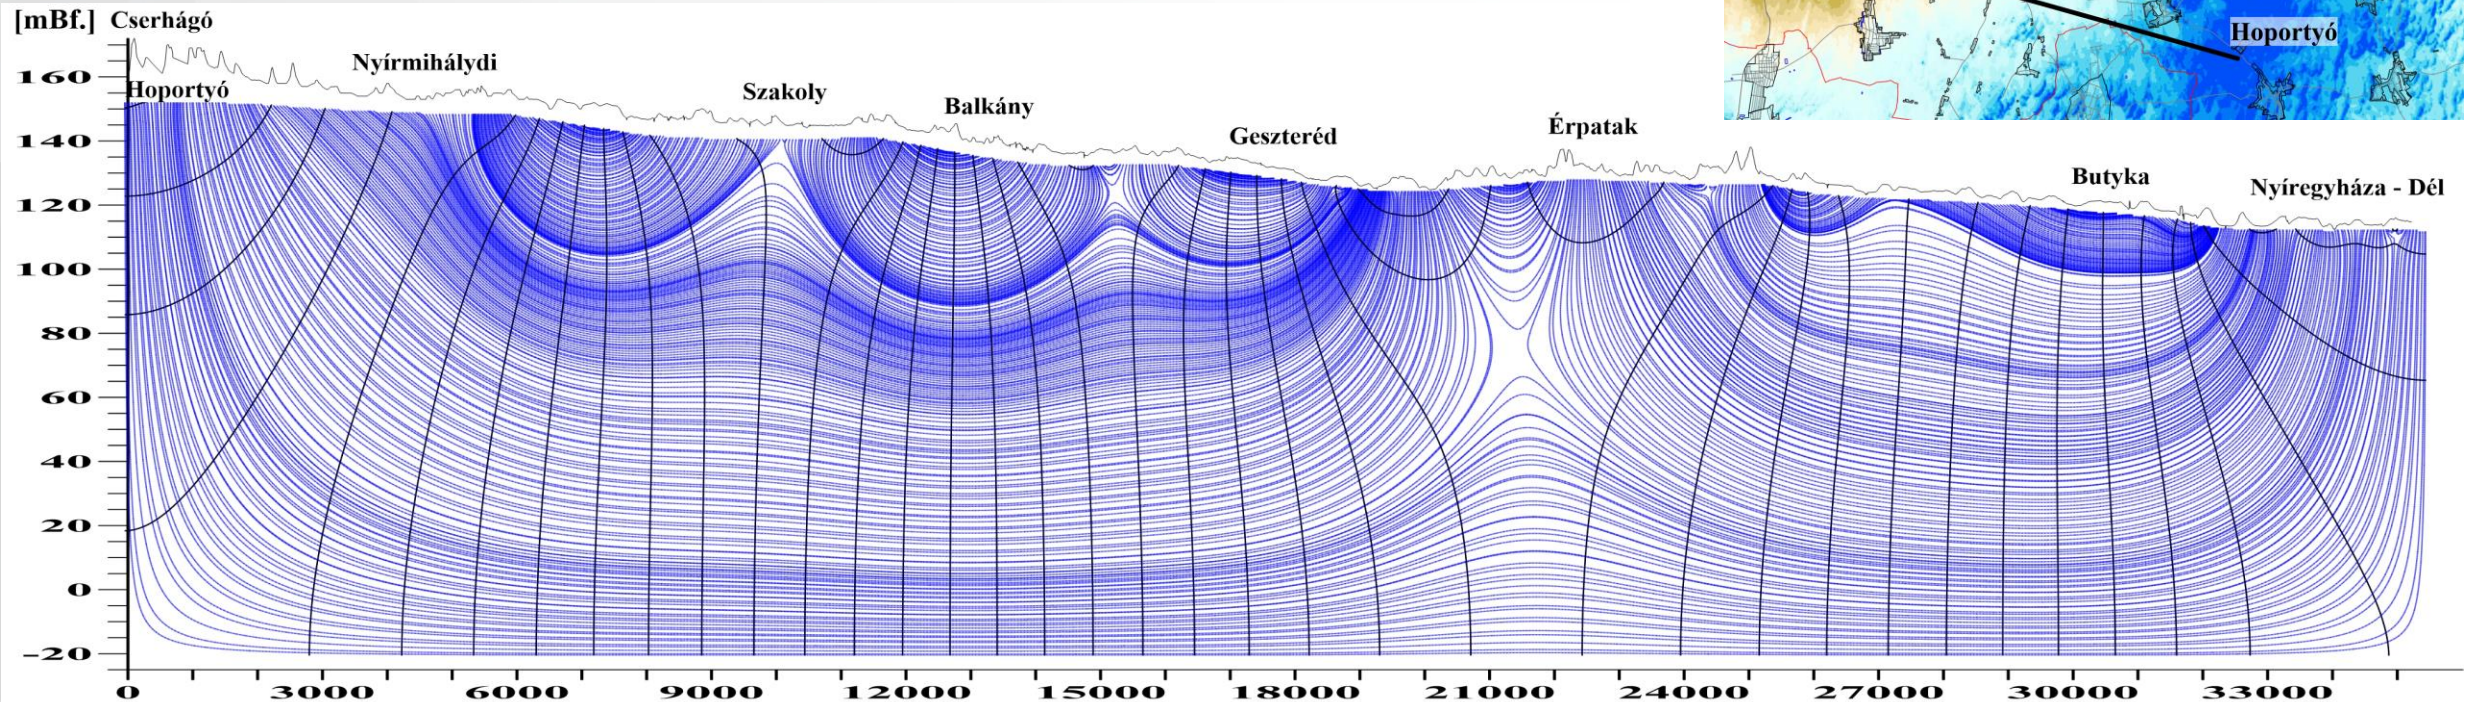 [mBf.] Cserhágó
Hoportyó
Nyírmihálydi
160
Szakoly
Hoportyó
Balkány
Érpatak
140
Geszteréd
Butyka
Nyíregyháza - Dél
120
100
80
60
40
20
0
-20
0 3000 6000 9000 12000 15000 18000 21000 24000 27000 30000 33000